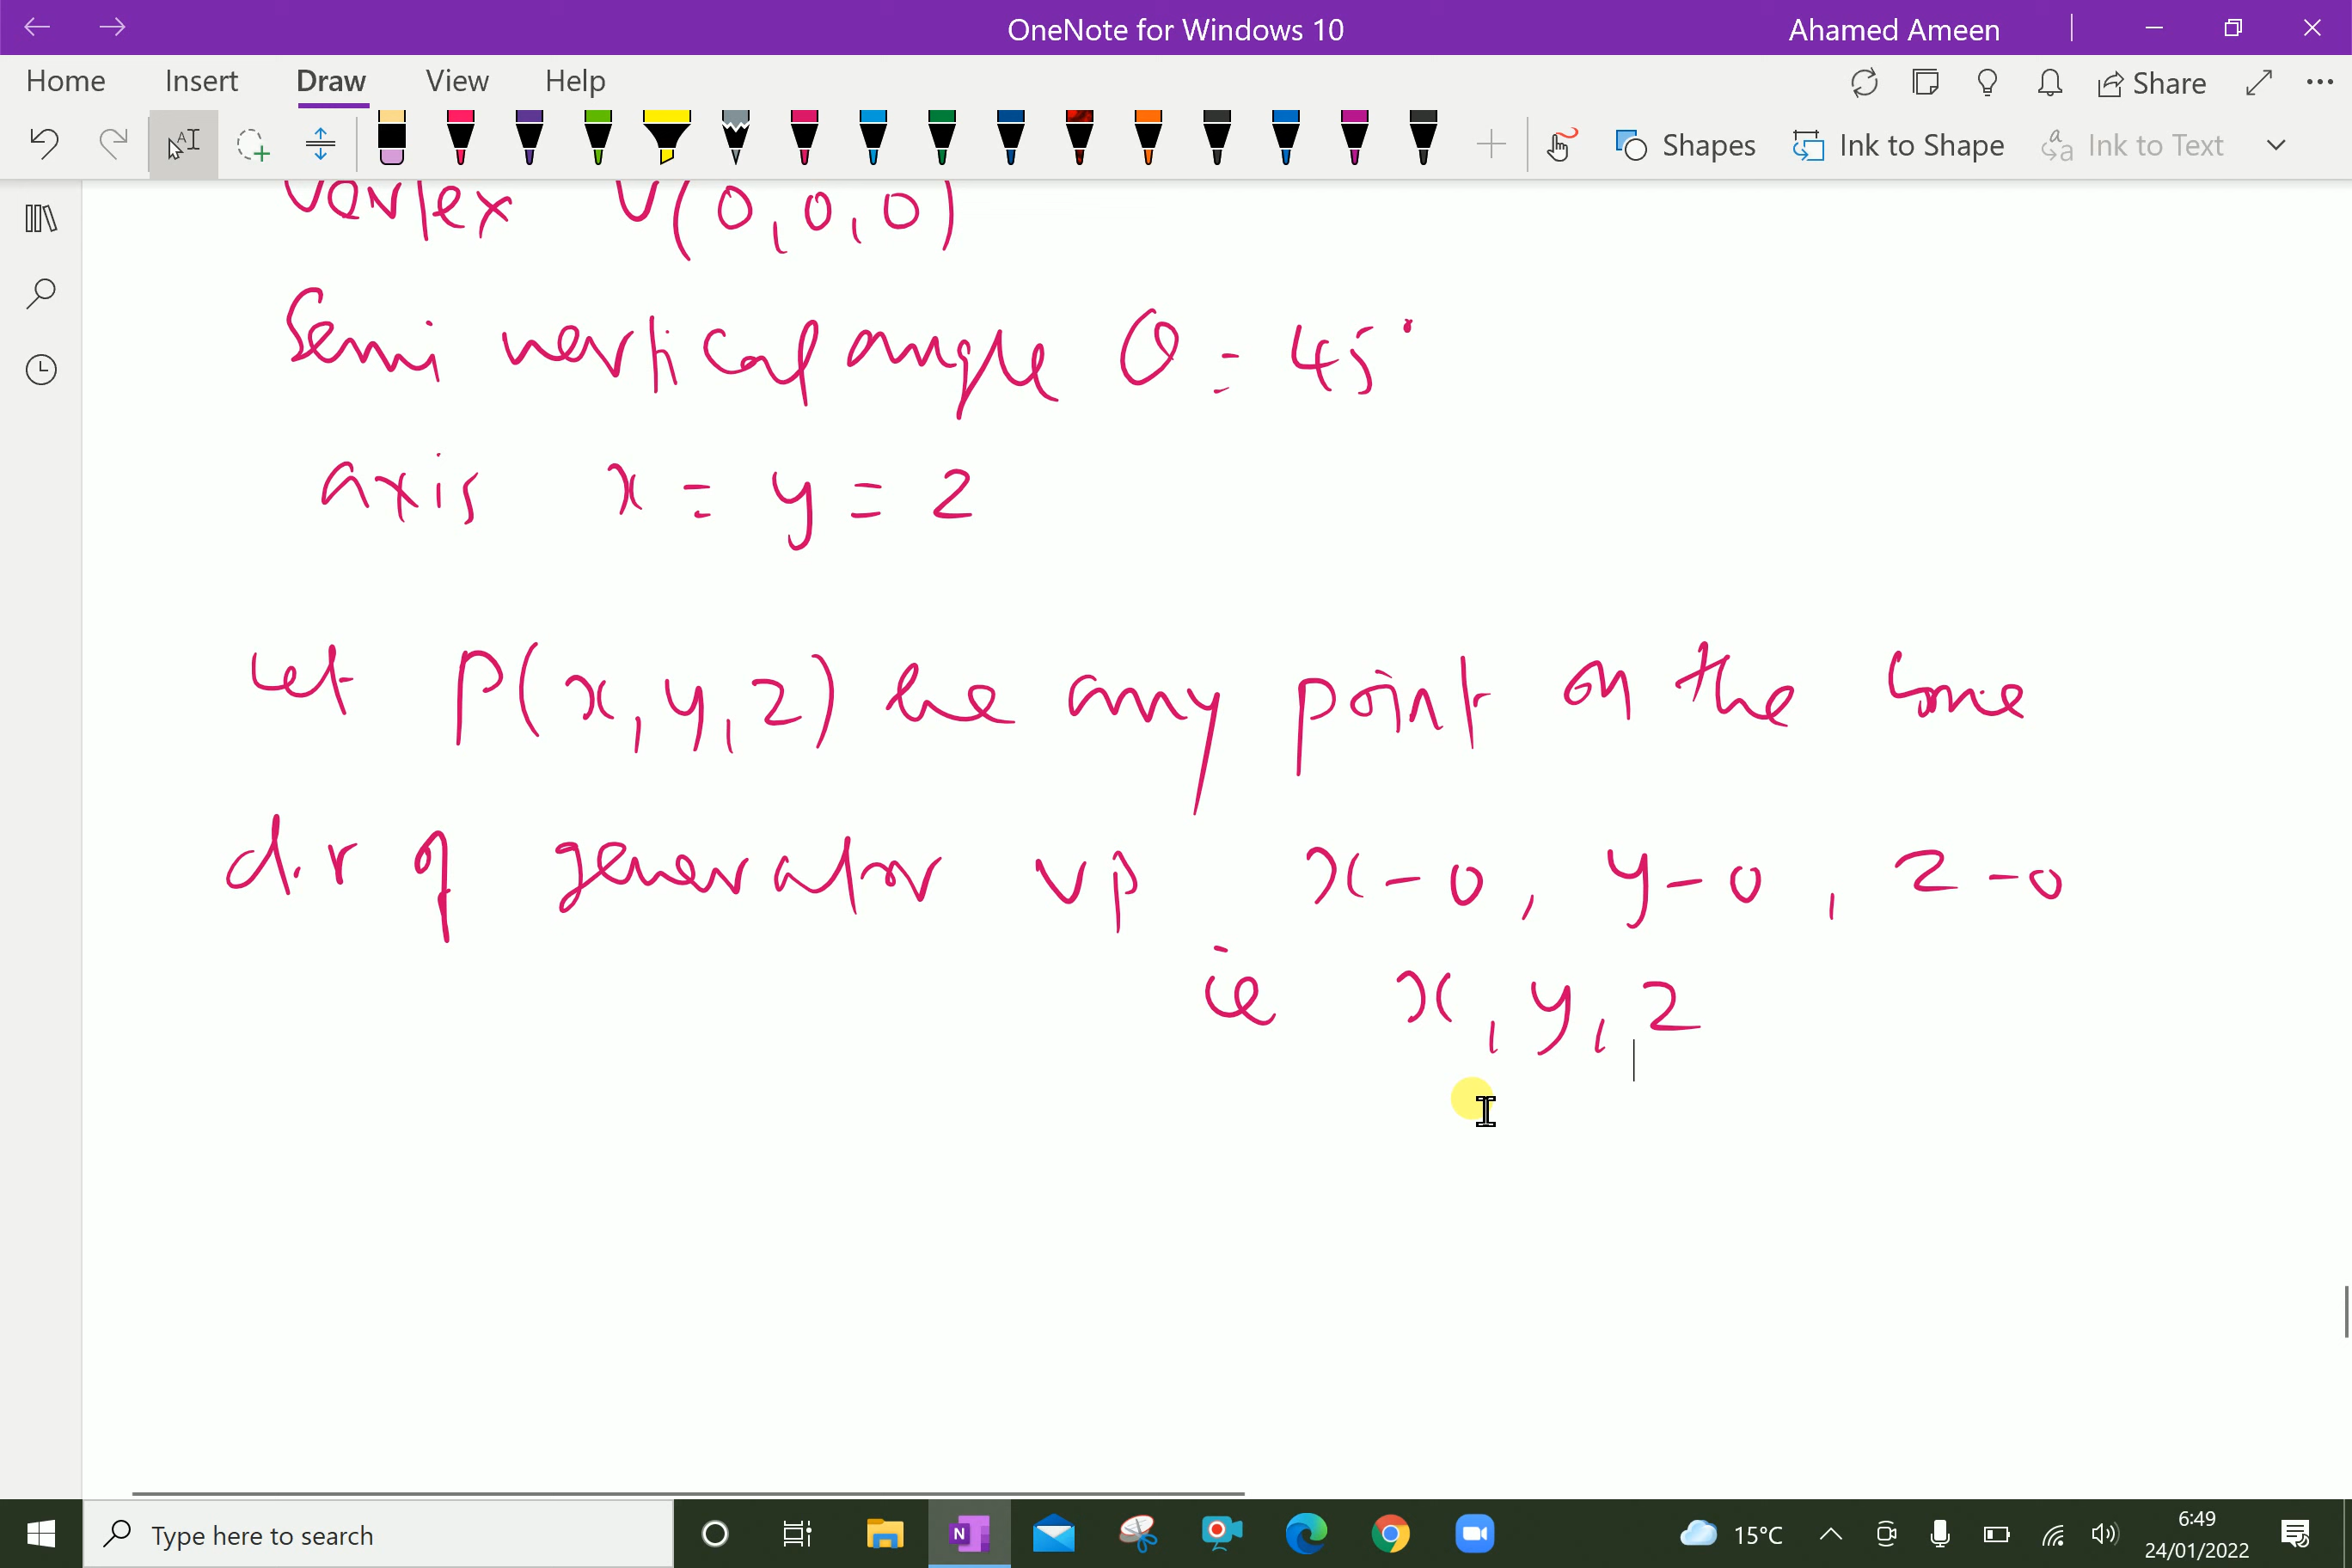 OneNote for Windows 10
Ahamed Ameen
Home Insert Draw View Help
Share
Shapes Ink to Shape Ink to Text
Vertex V(0,0,0)
Semi vertical angle θ = 45°
axis x = y = z
Let P(x,y,z) be any point on the cone
d.r of generator VP x-0, y-0, z-0
ie x, y, z
Type here to search
15°C
6:49
24/01/2022